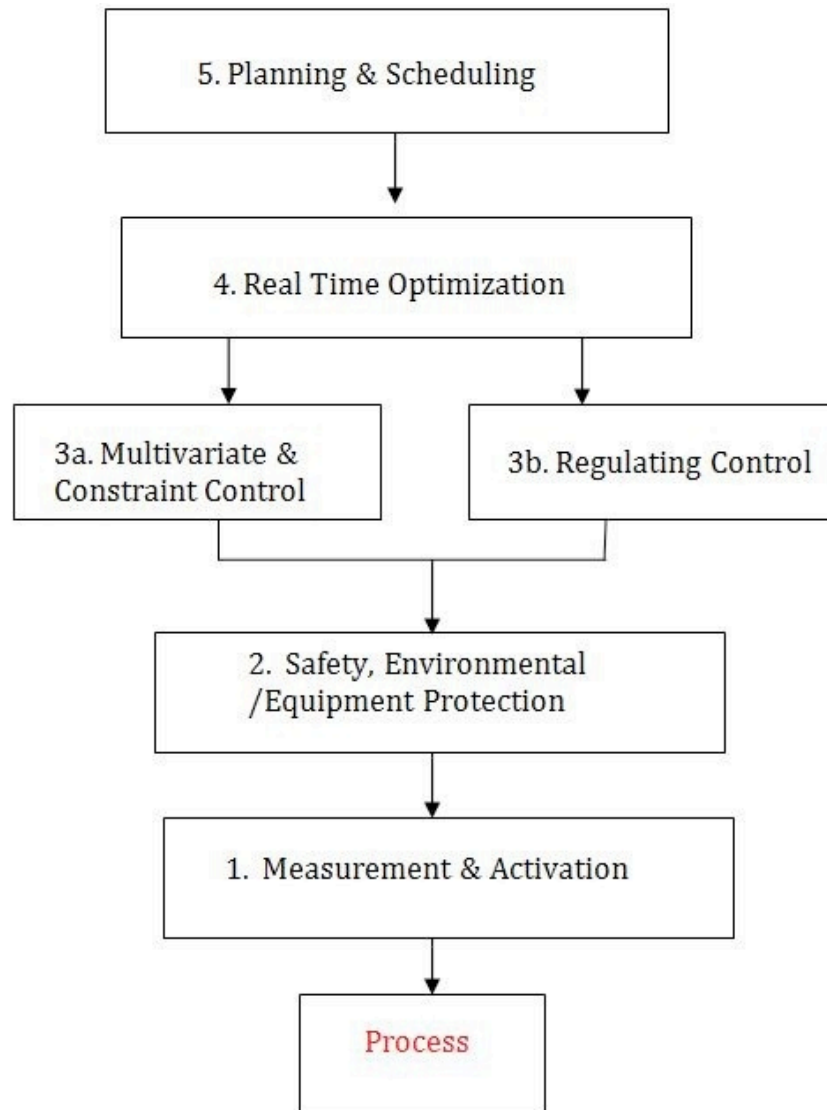 5. Planning & Scheduling
4. Real Time Optimization
3a. Multivariate &
Constraint Control
3b. Regulating Control
2. Safety, Environmental
/Equipment Protection
1. Measurement & Activation
Process